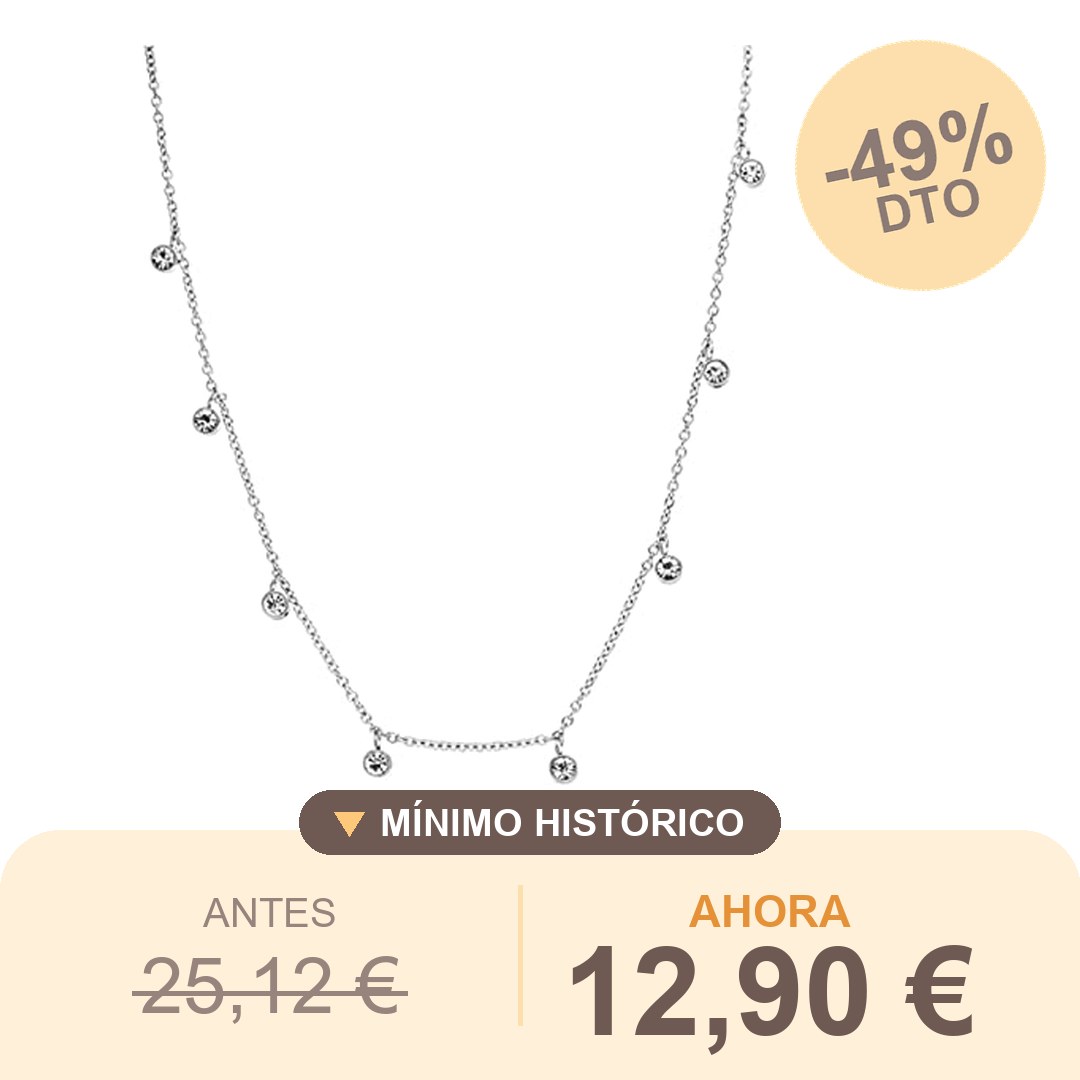 -49%
DTO
MÍNIMO HISTÓRICO
ANTES
25,12 €
AHORA
12,90 €